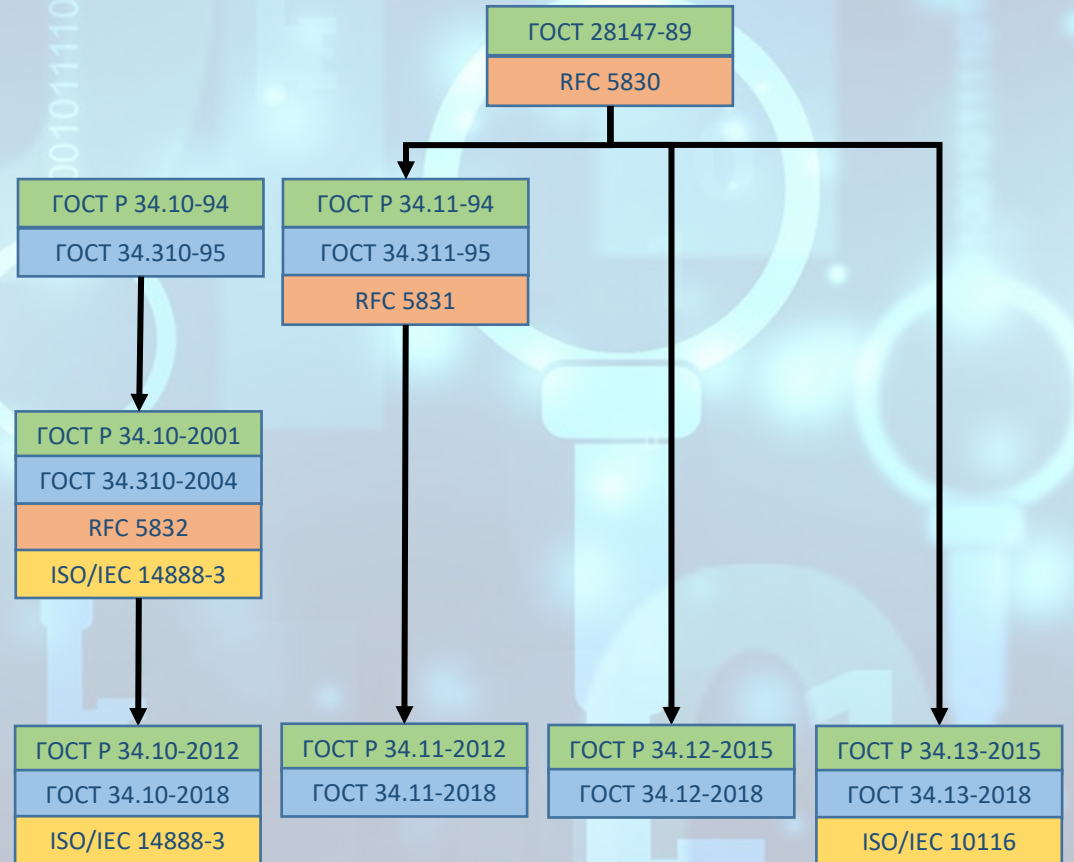 ГОСТ 28147-89
RFC 5830
ГОСТ Р 34.10-94
ГОСТ 34.310-95
ГОСТ Р 34.11-94
ГОСТ 34.311-95
RFC 5831
ГОСТ Р 34.10-2001
ГОСТ 34.310-2004
RFC 5832
ISO/IEC 14888-3
ГОСТ Р 34.10-2012
ГОСТ 34.10-2018
ISO/IEC 14888-3
ГОСТ Р 34.11-2012
ГОСТ 34.11-2018
ГОСТ Р 34.12-2015
ГОСТ 34.12-2018
ГОСТ Р 34.13-2015
ГОСТ 34.13-2018
ISO/IEC 10116